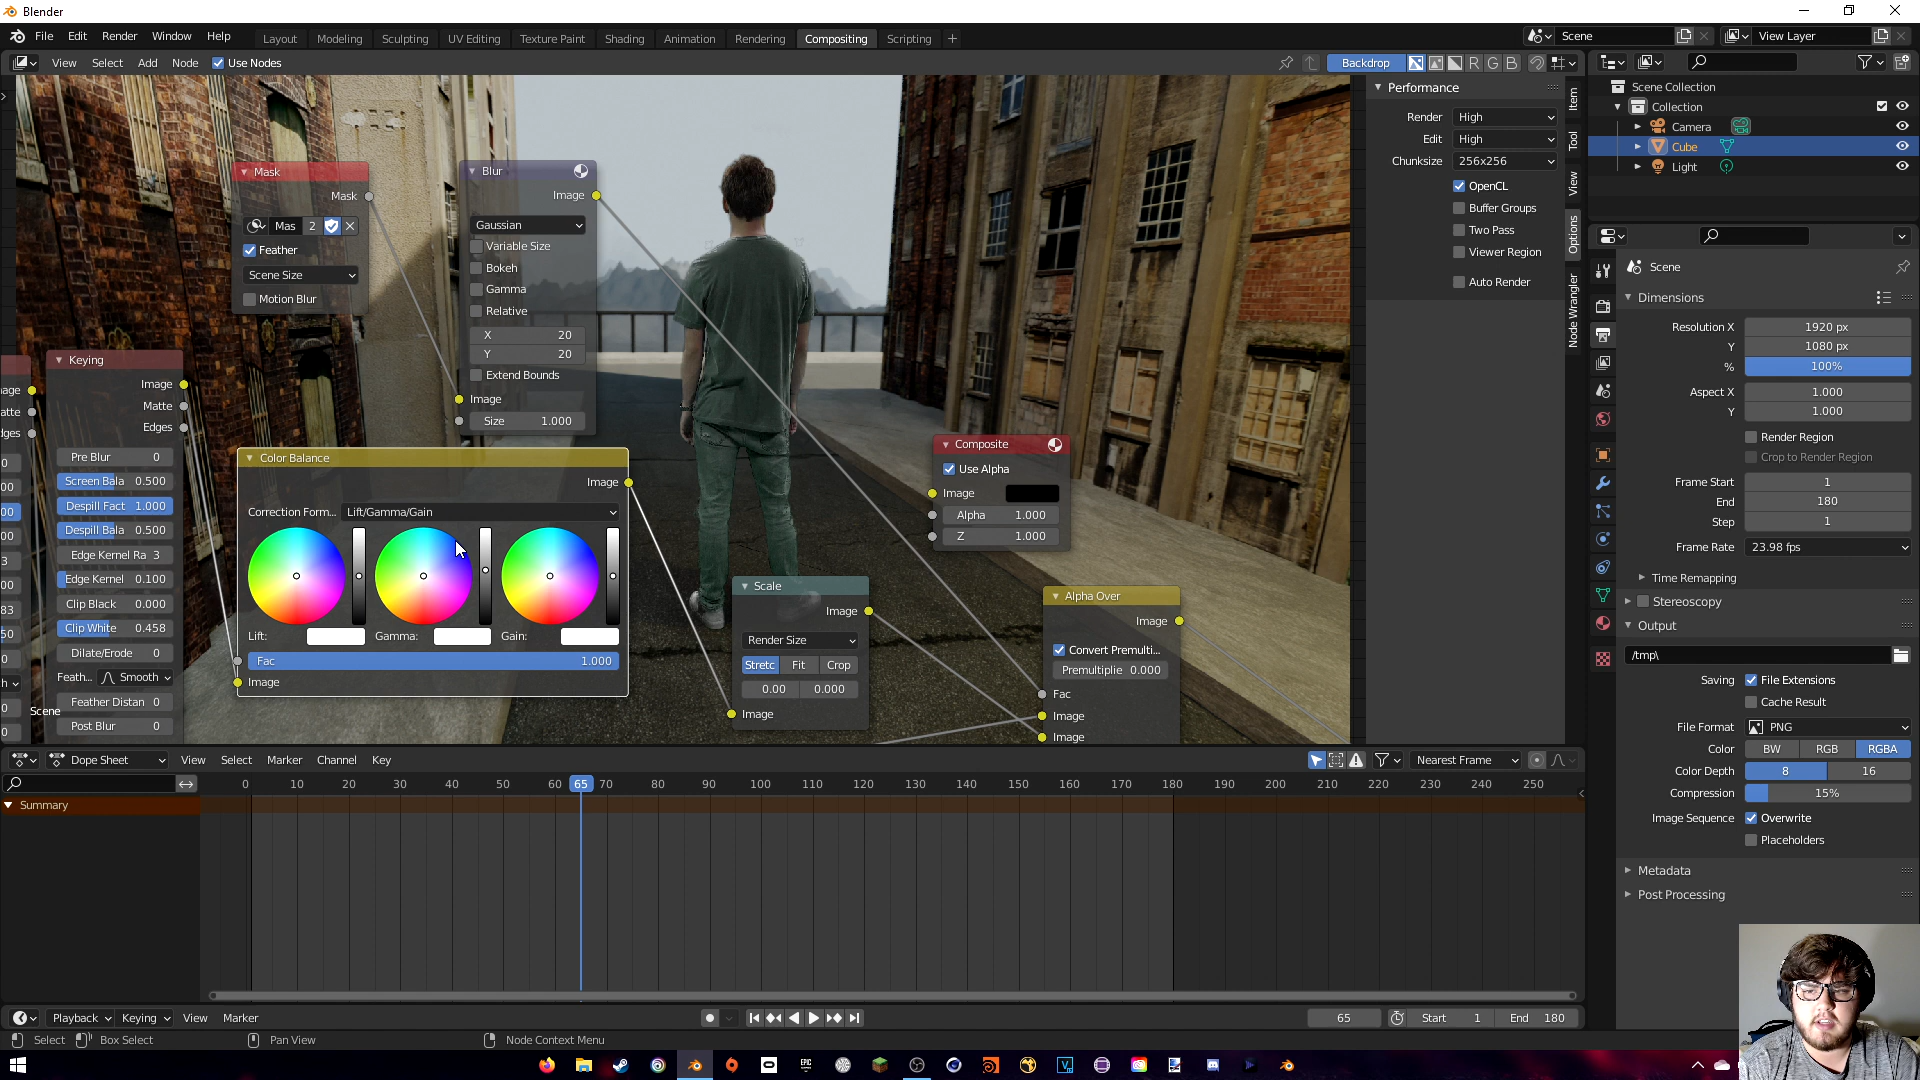 Blender
File Edit Render Window Help
Layout Modeling Sculpting UV Editing Texture Paint Shading Animation Rendering Compositing Scripting +
Scene
View Layer
View Select Add Node Use Nodes
Backdrop
R G B
Performance
Render High
Edit High
Chunksize 256x256
OpenCL
Buffer Groups
Two Pass
Viewer Region
Auto Render
Item
Tool
View
Options
Node Wrangler
Scene Collection
Collection
Camera
Cube
Light
Scene
Dimensions
Resolution X 1920 px
Y 1080 px
% 100%
Aspect X 1.000
Y 1.000
Render Region
Crop to Render Region
Frame Start 1
End 180
Step 1
Frame Rate 23.98 fps
Time Remapping
Stereoscopy
Output
/tmp\
Saving File Extensions
Cache Result
File Format PNG
Color BW RGB RGBA
Color Depth 8 16
Compression 15%
Image Sequence Overwrite
Placeholders
Metadata
Post Processing
Mask
Mask
Mas 2
Feather
Scene Size
Motion Blur
Blur
Image
Gaussian
Variable Size
Bokeh
Gamma
Relative
X 20
Y 20
Extend Bounds
Image
Size 1.000
Keying
Image
Matte
Edges
Pre Blur 0
Screen Bala 0.500
Despill Fact 1.000
Despill Bala 0.500
Edge Kernel Ra 3
Edge Kernel 0.100
Clip Black 0.000
Clip White 0.458
Dilate/Erode 0
Feath... Smooth
Feather Distan 0
Post Blur 0
Scene
Color Balance
Image
Correction Form... Lift/Gamma/Gain
Lift: Gamma: Gain:
Fac 1.000
Image
Composite
Use Alpha
Image
Alpha 1.000
Z 1.000
Scale
Image
Render Size
Stretc Fit Crop
0.00 0.000
Image
Alpha Over
Image
Convert Premulti...
Premultiplie 0.000
Fac
Image
Image
Dope Sheet View Select Marker Channel Key
Nearest Frame
0 10 20 30 40 50 60 65 70 80 90 100 110 120 130 140 150 160 170 180 190 200 210 220 230 240 250
Summary
Playback Keying View Marker
65 Start 1 End 180
Select Box Select Pan View Node Context Menu